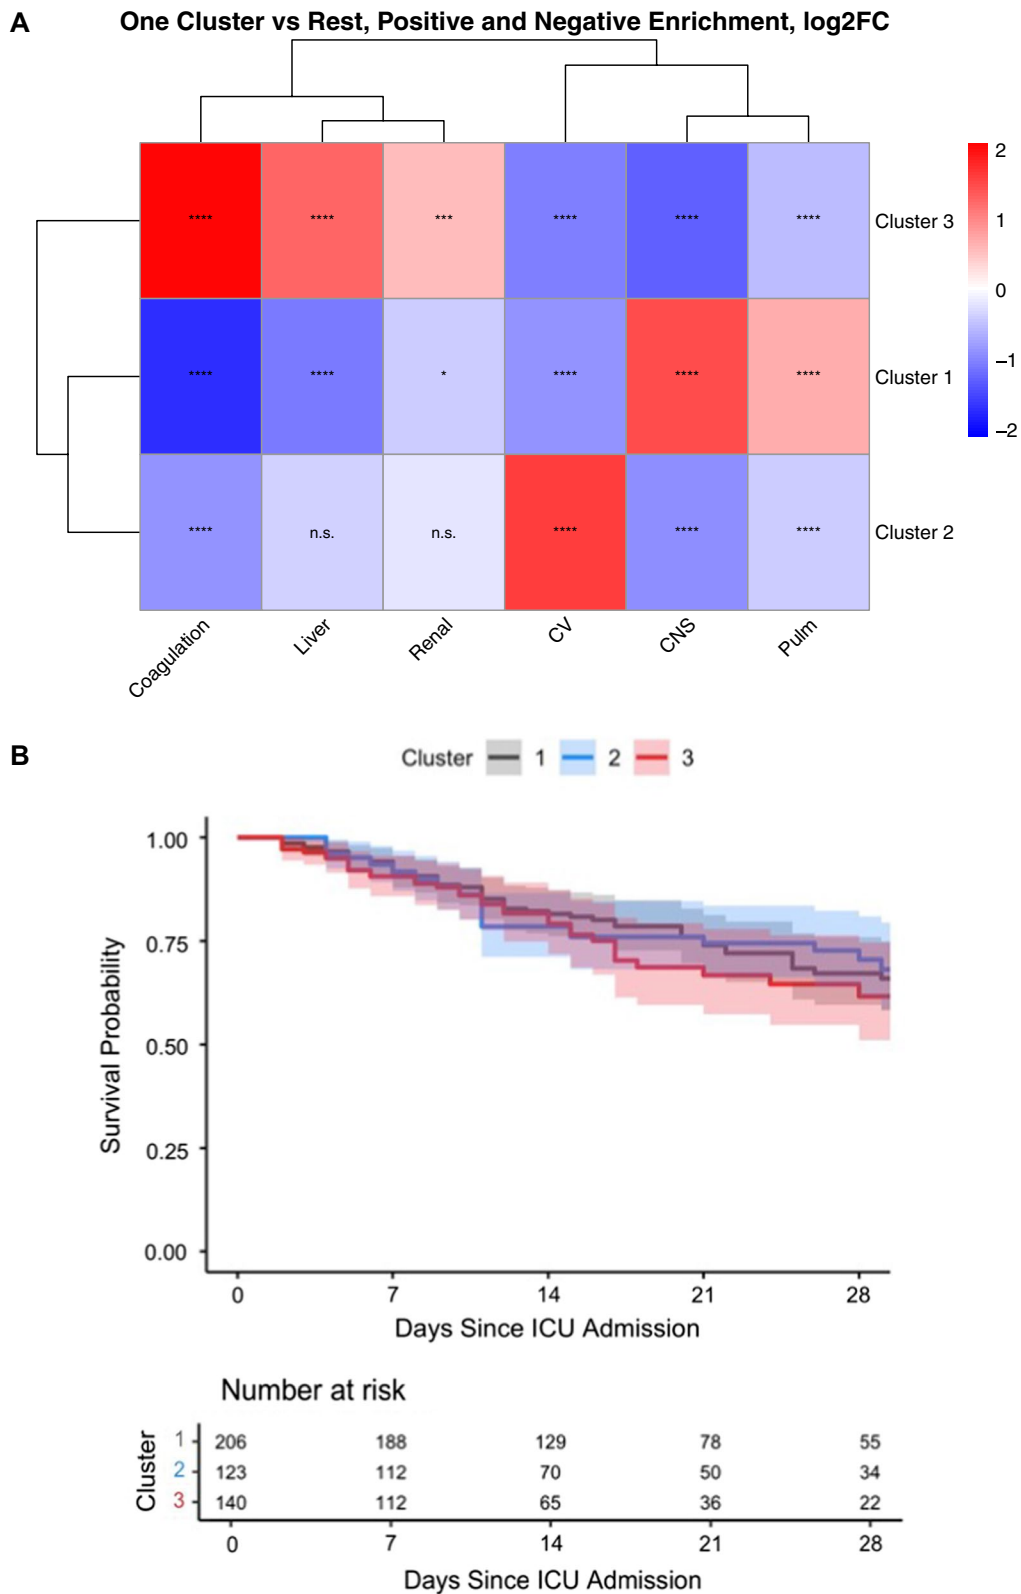 A One Cluster vs Rest, Positive and Negative Enrichment, log2FC
**** **** *** **** **** **** Cluster 3
**** **** * **** **** **** Cluster 1
**** n.s. n.s. **** **** **** Cluster 2
2
1
0
−1
−2
Coagulation Liver Renal CV CNS Pulm
B
Cluster 1 2 3
Survival Probability
1.00
0.75
0.50
0.25
0.00
0 7 14 21 28
Days Since ICU Admission
Number at risk
Cluster
1 206 188 129 78 55
2 123 112 70 50 34
3 140 112 65 36 22
0 7 14 21 28
Days Since ICU Admission